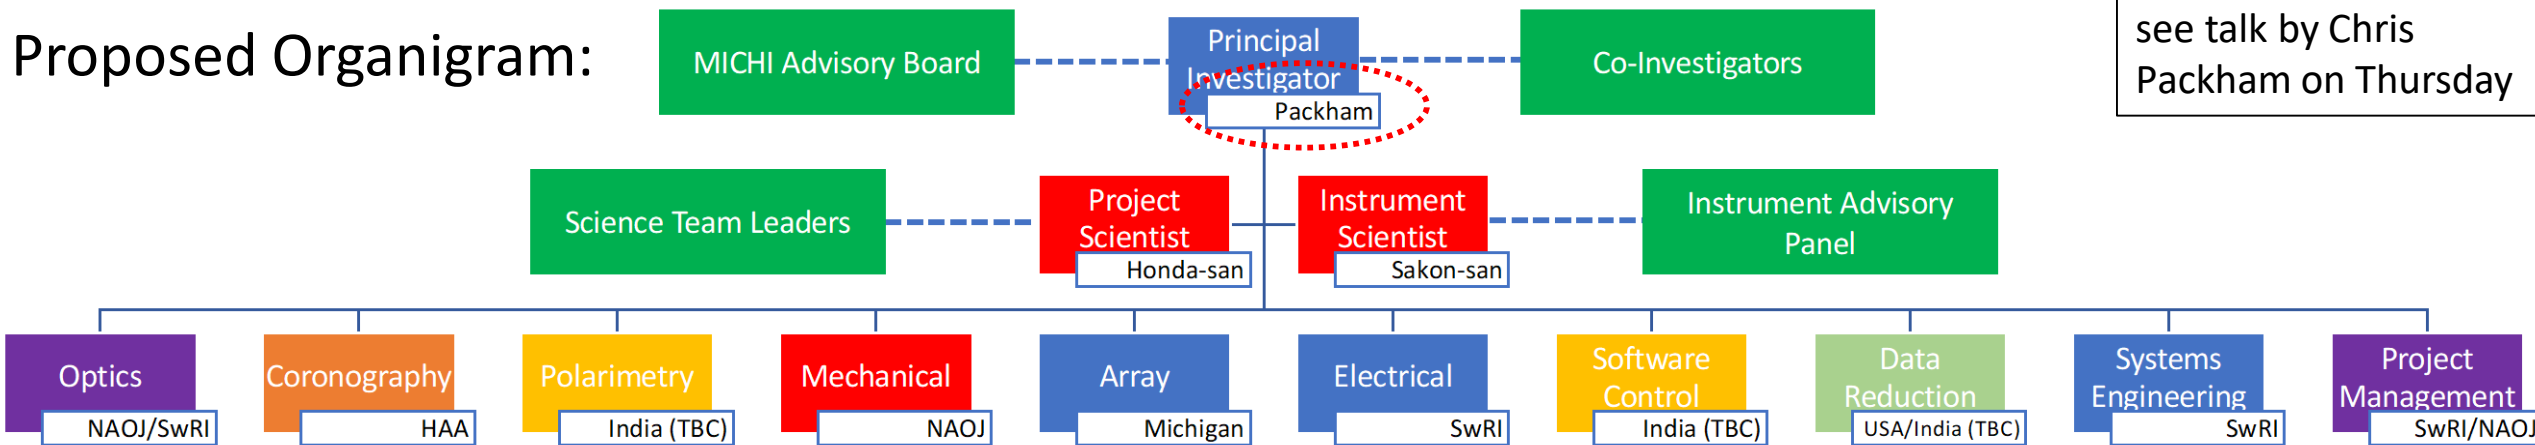 Proposed Organigram:
MICHI Advisory Board
Principal
Investigator
Packham
Co-Investigators
see talk by Chris
Packham on Thursday
Science Team Leaders
Project
Scientist
Honda-san
Instrument
Scientist
Sakon-san
Instrument Advisory
Panel
Optics
NAOJ/SwRI
Coronography
HAA
Polarimetry
India (TBC)
Mechanical
NAOJ
Array
Michigan
Electrical
SwRI
Software
Control
India (TBC)
Data
Reduction
USA/India (TBC)
Systems
Engineering
SwRI
Project
Management
SwRI/NAOJ